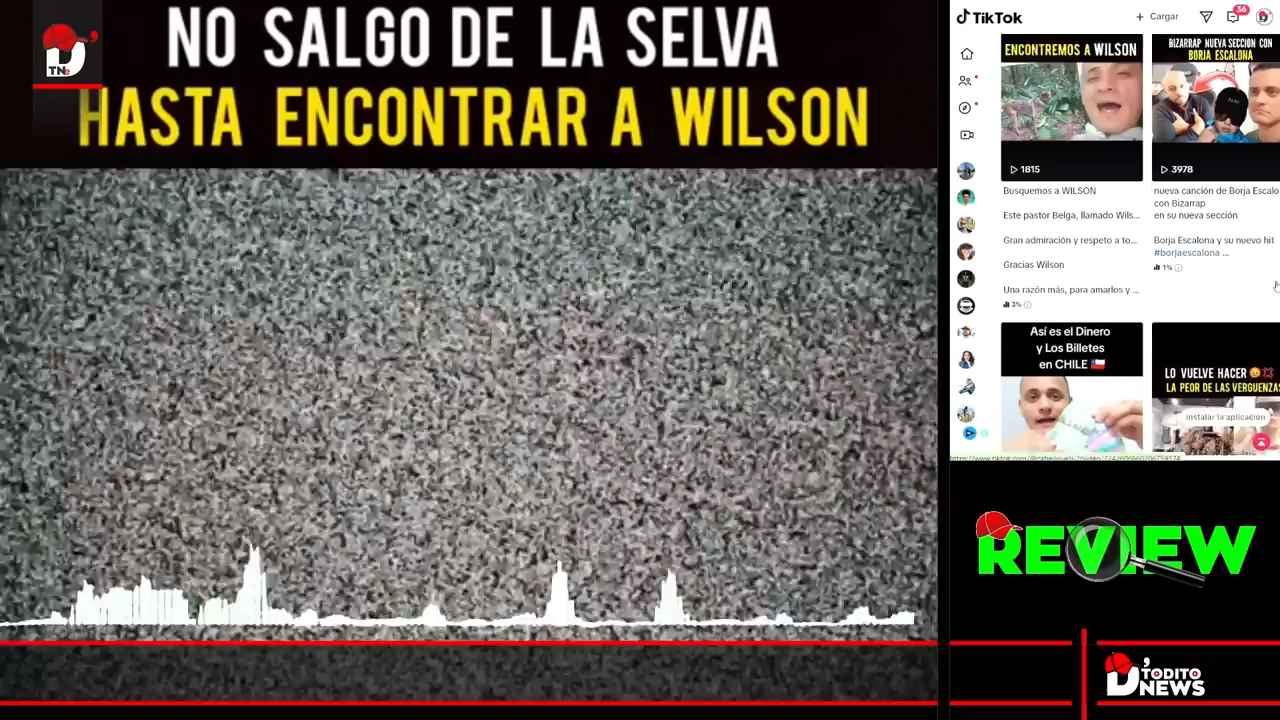 NO SALGO DE LA SELVA
HASTA ENCONTRAR A WILSON
D'
TNe
TikTok
+ Cargar
36
ENCONTREMOS A WILSON
1815
Busquemos a WILSON
Este pastor Belga, llamado Wils...
Gran admiración y respeto a to...
Gracias Wilson
Una razón más, para amarlos y ...
3%
BIZARRAP NUEVA SECCION CON
BORJA ESCALONA
3978
nueva canción de Borja Escalo
con Bizarrap
en su nueva sección
Borja Escalona y su nuevo hit
#borjaescalona ...
1%
Así es el Dinero
y Los Billetes
en CHILE
LO VUELVE HACER
LA PEOR DE LAS VERGUENZAS
Instalar la aplicación
REVIEW
D'TODITO
NEWS